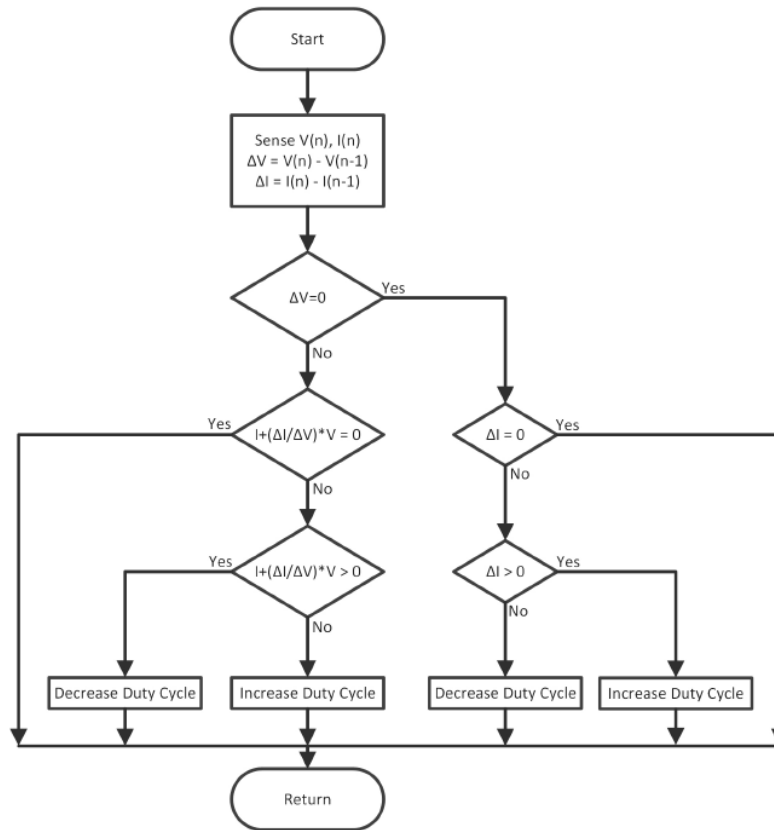 Start
Sense V(n), I(n)
ΔV = V(n) - V(n-1)
ΔI = I(n) - I(n-1)
ΔV=0
Yes
No
Yes
I+(ΔI/ΔV)*V = 0
ΔI = 0
Yes
No
No
Yes
I+(ΔI/ΔV)*V > 0
ΔI > 0
Yes
No
No
Decrease Duty Cycle
Increase Duty Cycle
Decrease Duty Cycle
Increase Duty Cycle
Return